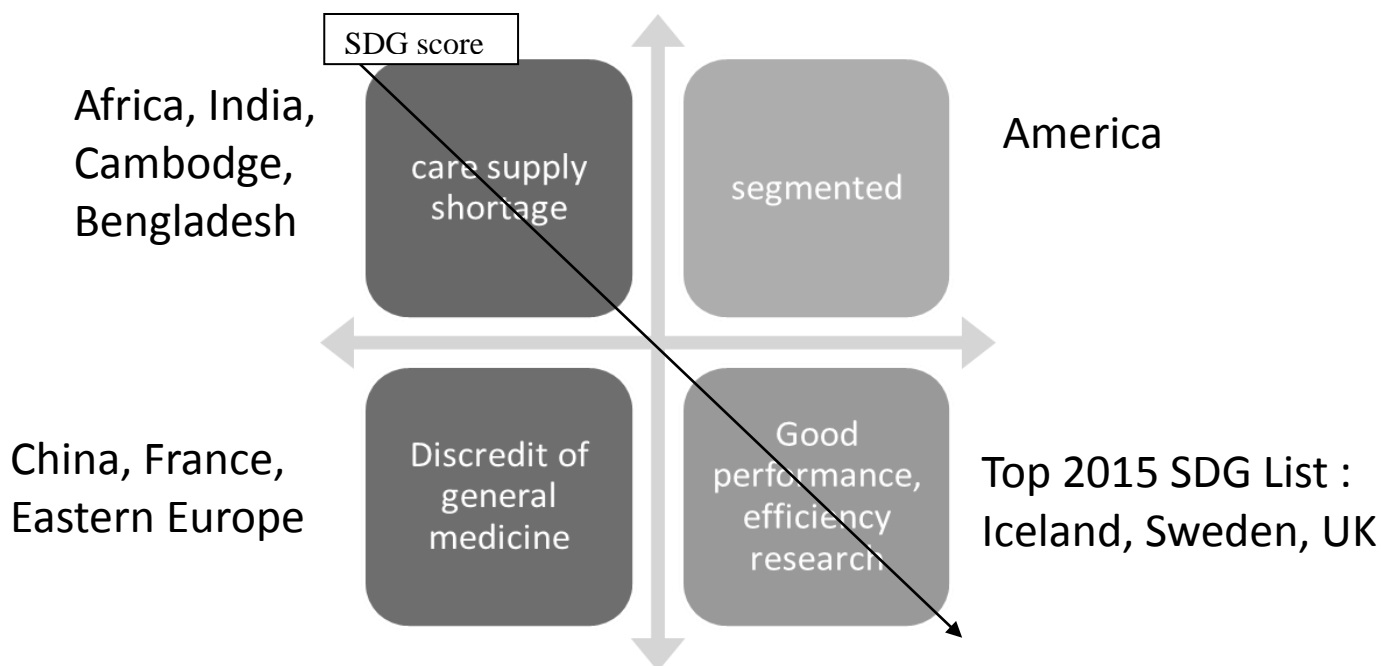 SDG score
Africa, India,
Cambodge,
Bengladesh
care supply
shortage
segmented
America
China, France,
Eastern Europe
Discredit of
general
medicine
Good
performance,
efficiency
research
Top 2015 SDG List :
Iceland, Sweden, UK